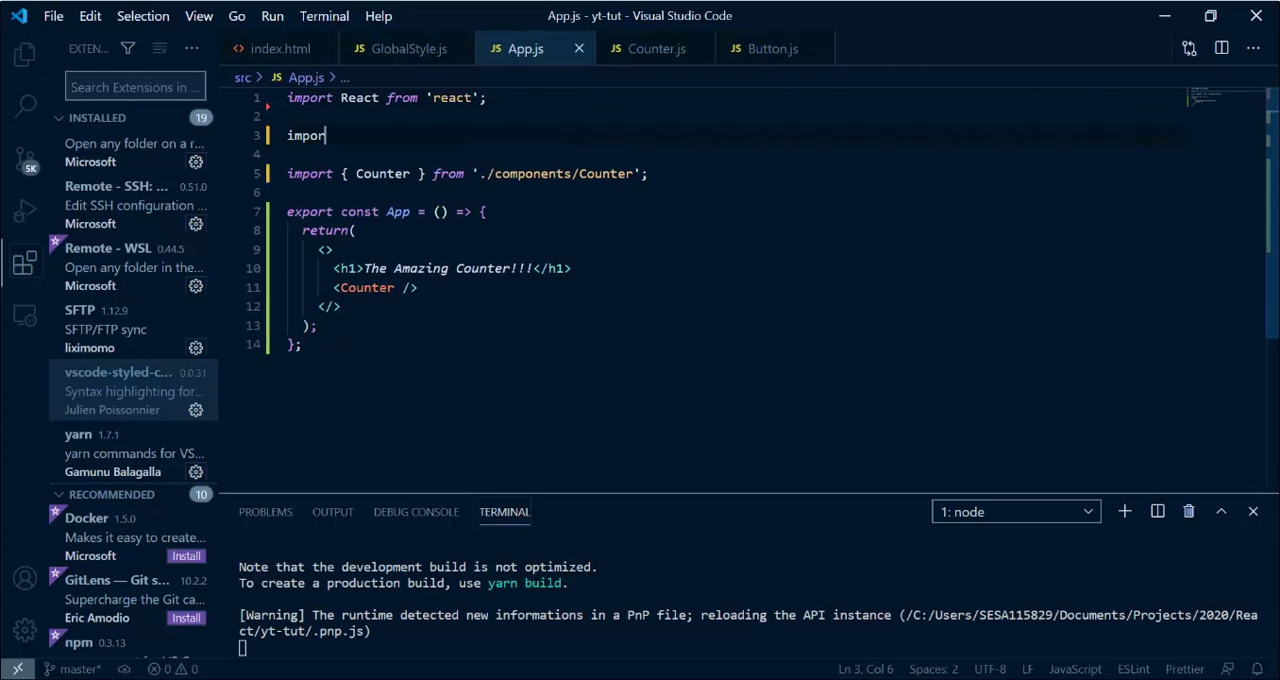 File Edit Selection View Go Run Terminal Help
App.js - yt-tut - Visual Studio Code
EXTEN...
index.html
JS GlobalStyle.js
JS App.js
JS Counter.js
JS Button.js
src > JS App.js > ...
Search Extensions in ...
INSTALLED 19
Open any folder on a r...
Microsoft
Remote - SSH: ... 0.51.0
Edit SSH configuration ...
Microsoft
Remote - WSL 0.44.5
Open any folder in the...
Microsoft
SFTP 1.12.9
SFTP/FTP sync
liximomo
vscode-styled-c... 0.0.31
Syntax highlighting for...
Julien Poissonnier
yarn 1.7.1
yarn commands for VS...
Gamunu Balagalla
RECOMMENDED 10
Docker 1.5.0
Makes it easy to create...
Microsoft Install
GitLens — Git s... 10.2.2
Supercharge the Git ca...
Eric Amodio Install
npm 0.3.13
5K
1 import React from 'react';
2
3 impor
4
5 import { Counter } from './components/Counter';
6
7 export const App = () => {
8 return(
9 <>
10 <h1>The Amazing Counter!!!</h1>
11 <Counter />
12 </>
13 );
14 };
PROBLEMS OUTPUT DEBUG CONSOLE TERMINAL
1: node
Note that the development build is not optimized.
To create a production build, use yarn build.
[Warning] The runtime detected new informations in a PnP file; reloading the API instance (/C:/Users/SESA115829/Documents/Projects/2020/Rea
ct/yt-tut/.pnp.js)
master* 0 0
Ln 3, Col 6 Spaces: 2 UTF-8 LF JavaScript ESLint Prettier